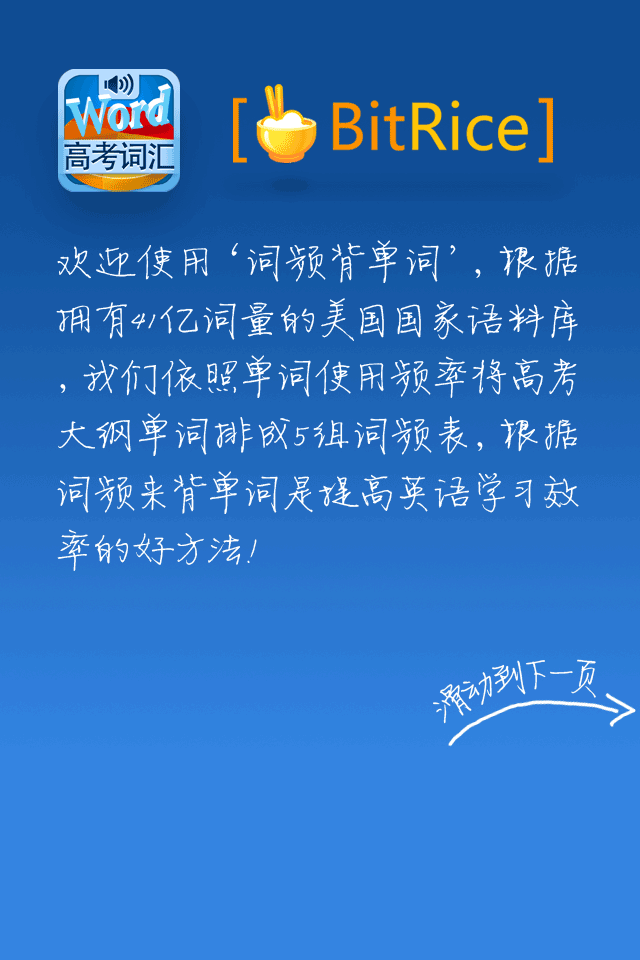 Word
高考词汇
[BitRice]
欢迎使用‘词频背单词’，根据
拥有41亿词量的美国国家语料库
，我们依照单词使用频率将高考
大纲单词排成5组词频表，根据
词频来背单词是提高英语学习效
率的好方法！
滑动到下一页